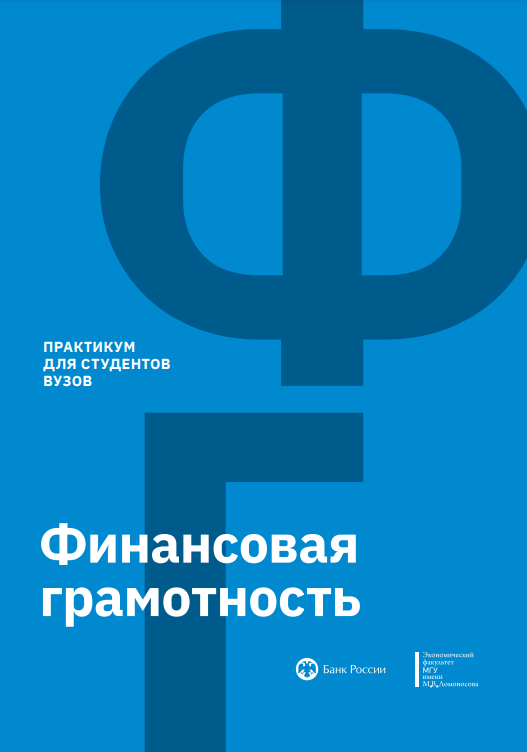 ФГ
ПРАКТИКУМ
ДЛЯ СТУДЕНТОВ
ВУЗОВ
Финансовая
грамотность
Банк России
Экономический
факультет
МГУ
имени
М.В.Ломоносова